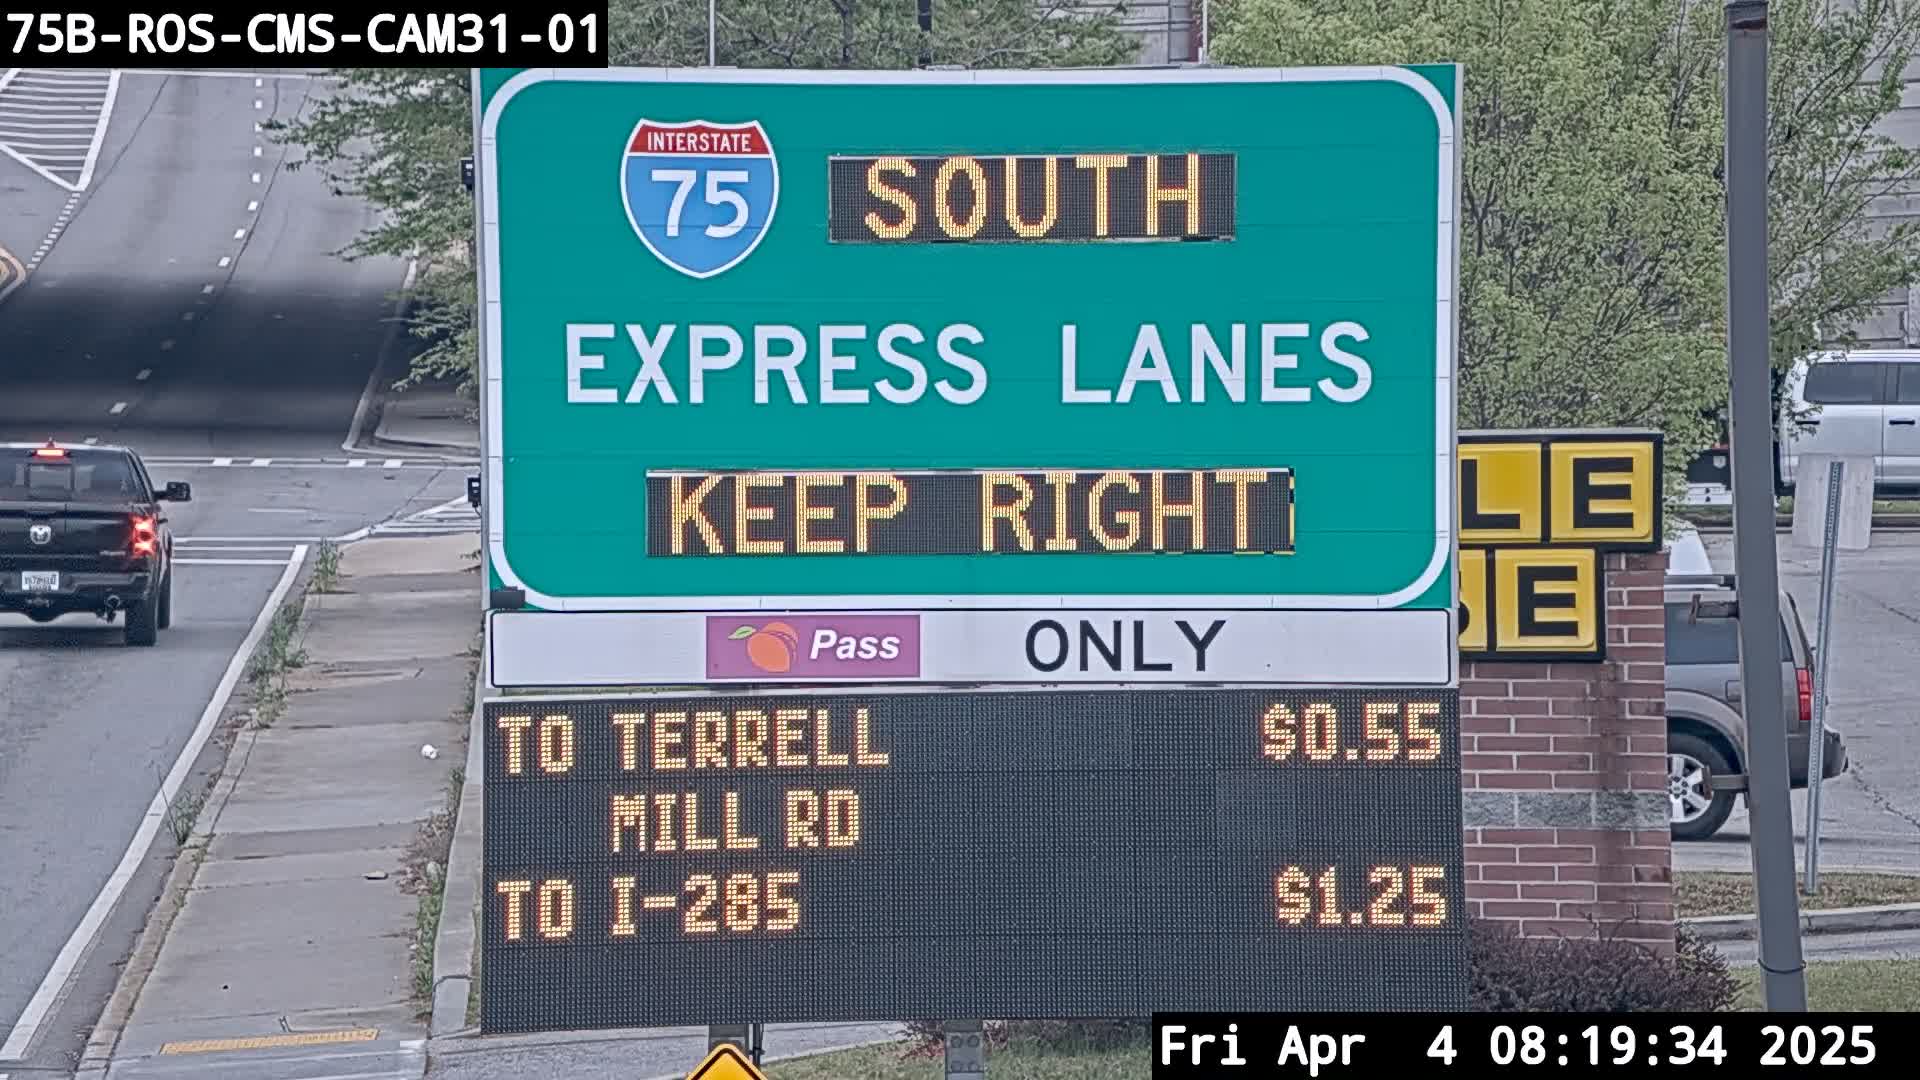 75B-ROS-CMS-CAM31-01
INTERSTATE
75
SOUTH
EXPRESS LANES
KEEP RIGHT
Pass ONLY
LE
E
TO TERRELL $0.55
MILL RD
TO I-285 $1.25
Fri Apr 4 08:19:34 2025